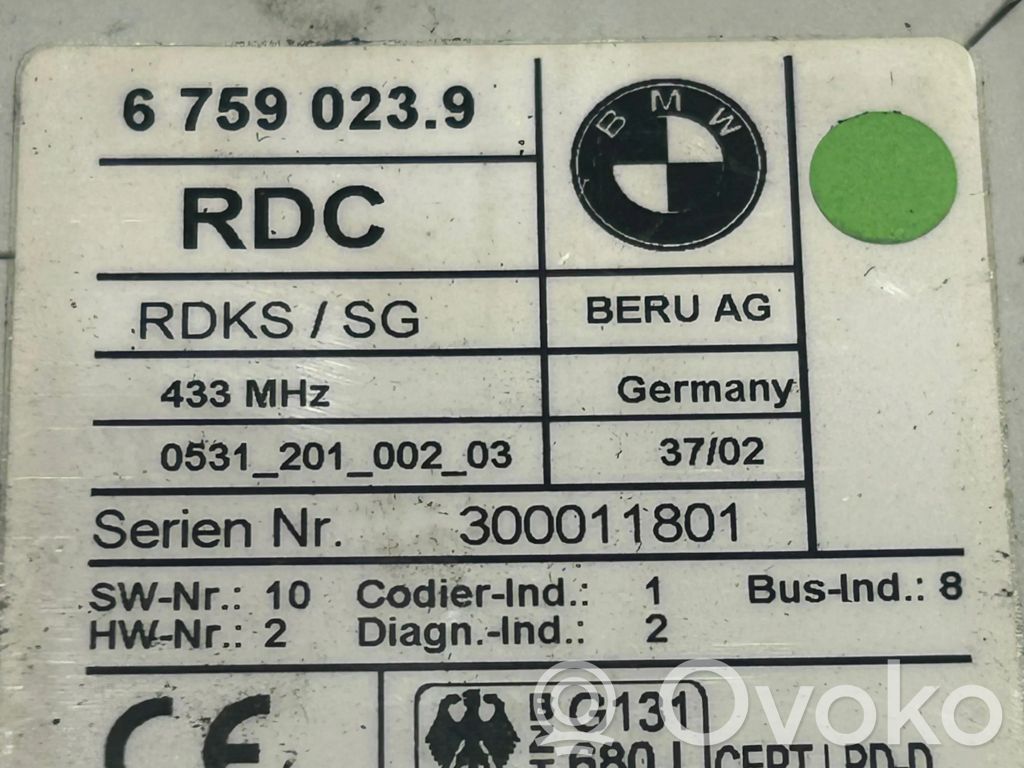 6 759 023.9
BMW
RDC
RDKS / SG
BERU AG
433 MHz
Germany
0531_201_002_03
37/02
Serien Nr. 300011801
SW-Nr.: 10 Codier-Ind.: 1 Bus-Ind.: 8
HW-Nr.: 2 Diagn.-Ind.: 2
CE
G131
680J
CEPT LPD-D
Ovoko